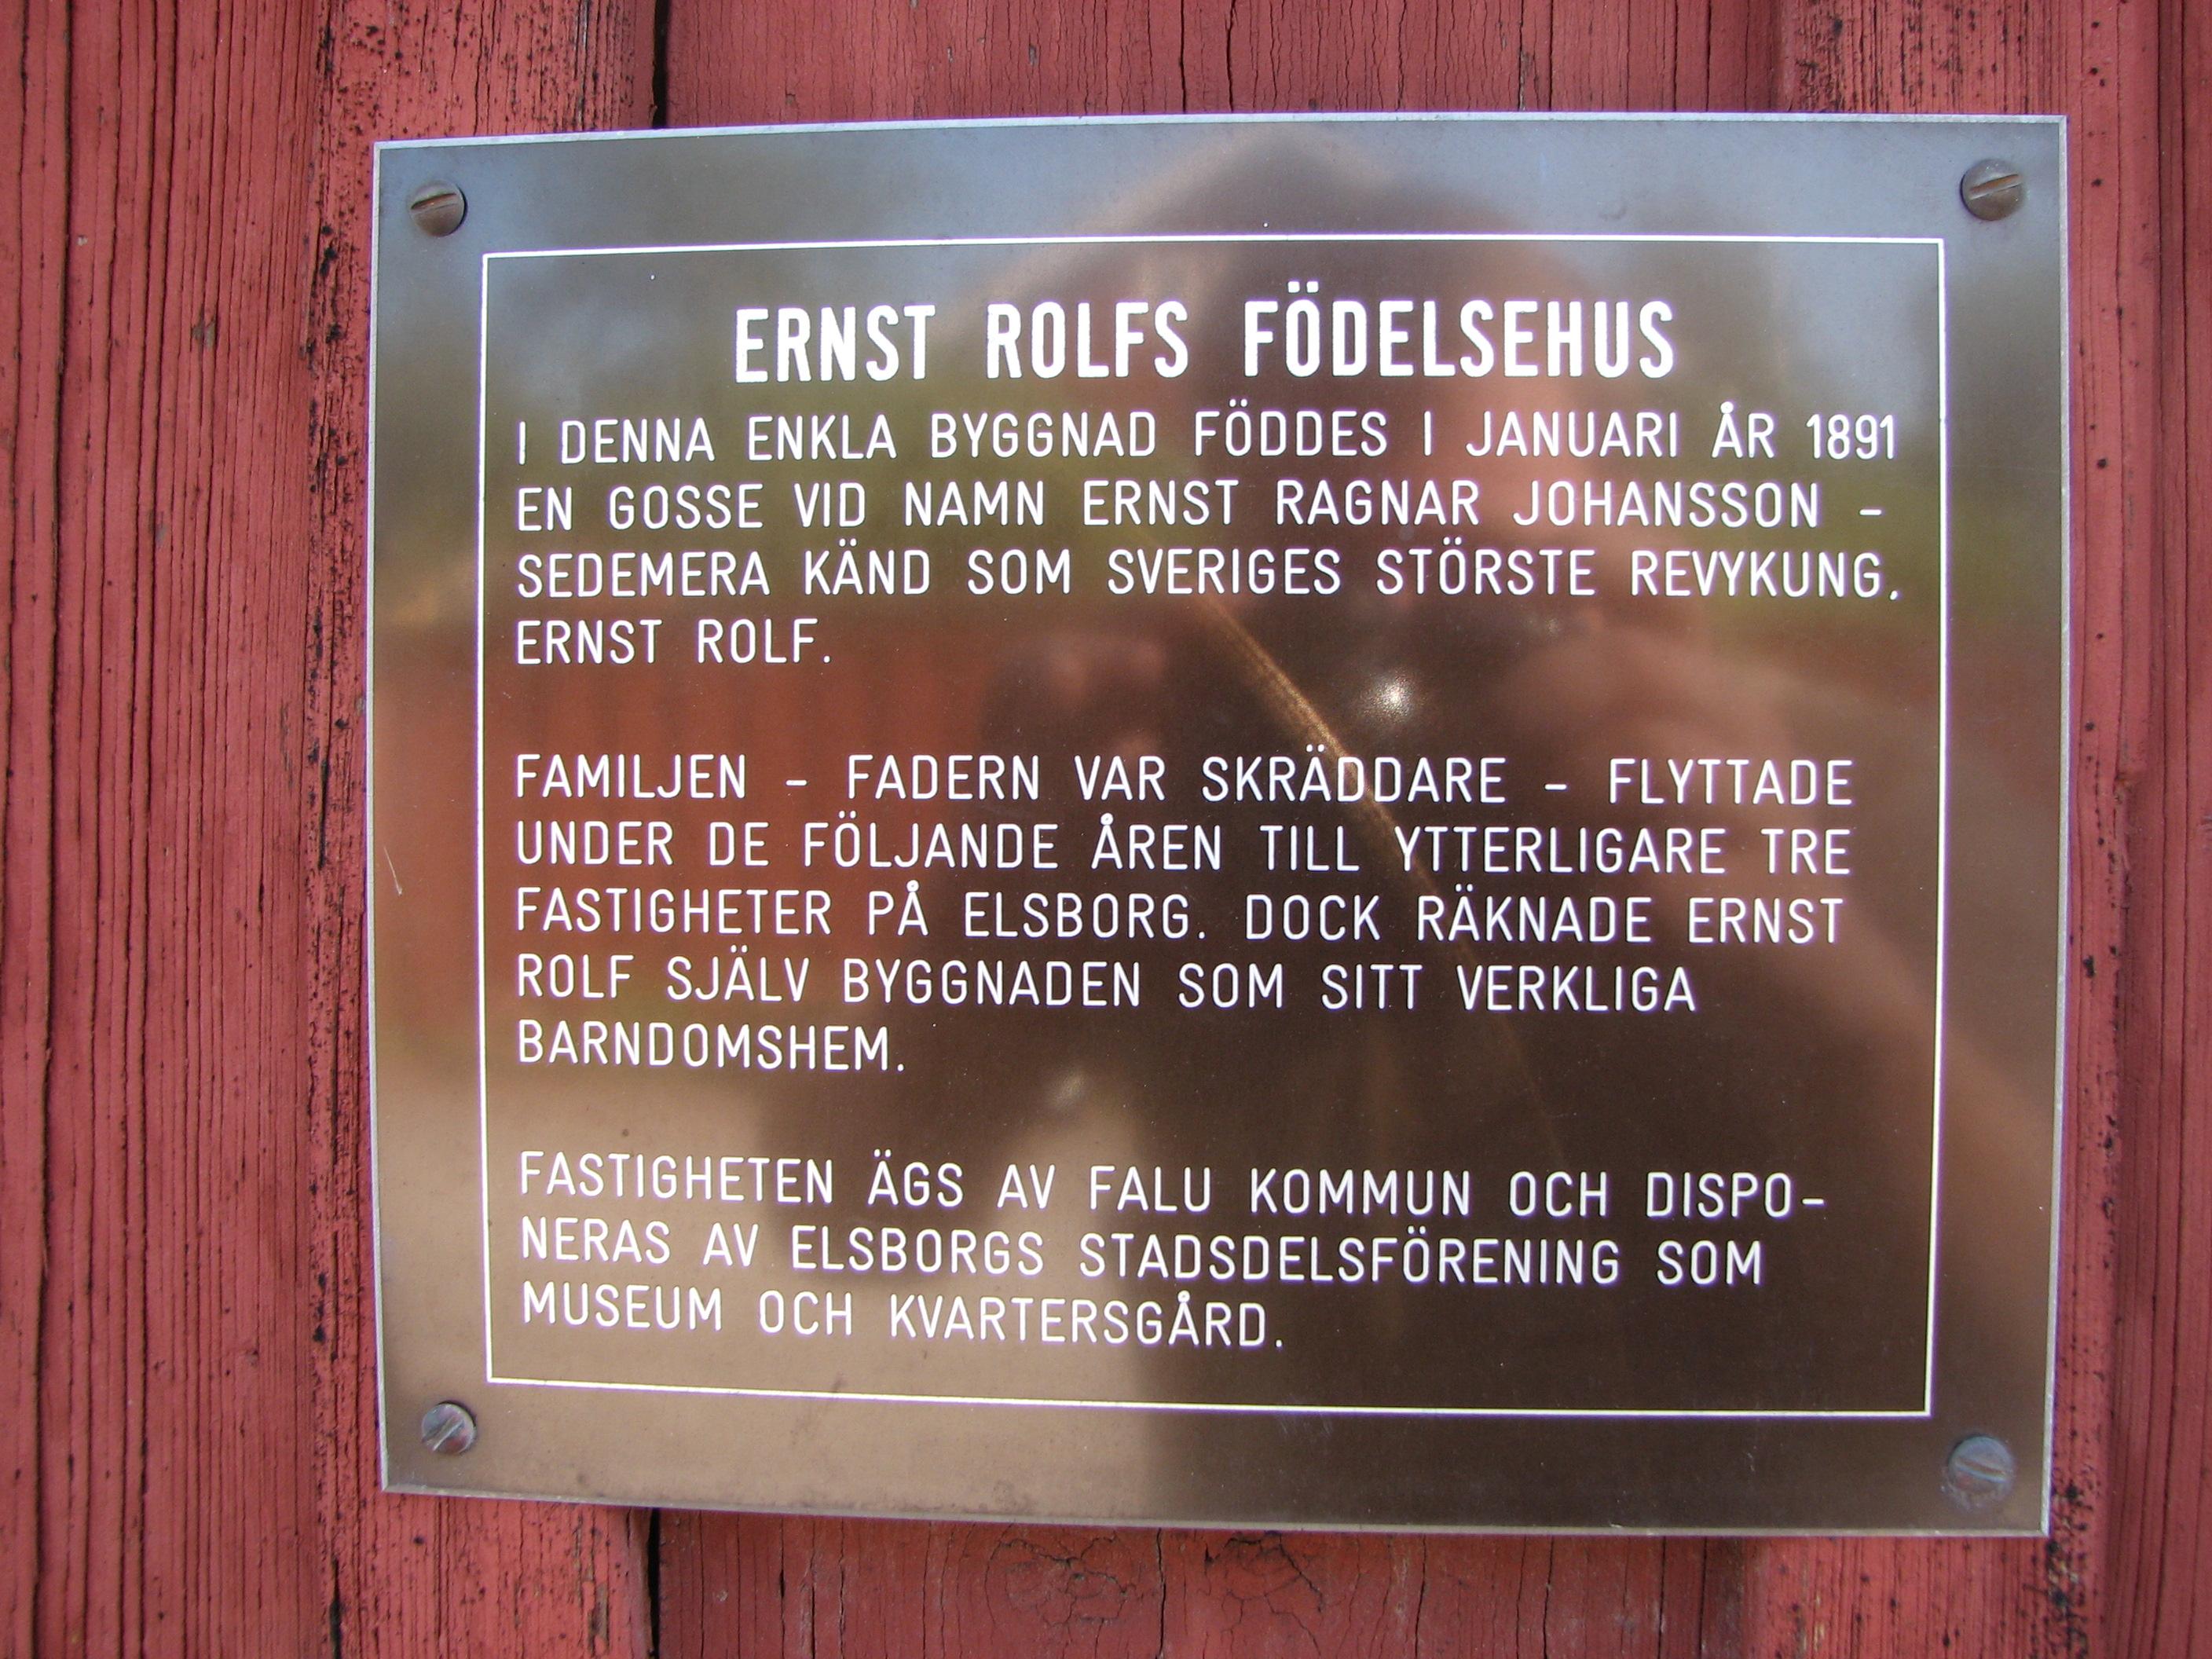 ERNST ROLFS FÖDELSEHUS
I DENNA ENKLA BYGGNAD FÖDDES I JANUARI ÅR 1891
EN GOSSE VID NAMN ERNST RAGNAR JOHANSSON -
SEDEMERA KÄND SOM SVERIGES STÖRSTE REVYKUNG,
ERNST ROLF.
FAMILJEN - FADERN VAR SKRÄDDARE - FLYTTADE
UNDER DE FÖLJANDE ÅREN TILL YTTERLIGARE TRE
FASTIGHETER PÅ ELSBORG. DOCK RÄKNADE ERNST
ROLF SJÄLV BYGGNADEN SOM SITT VERKLIGA
BARNDOMSHEM.
FASTIGHETEN ÄGS AV FALU KOMMUN OCH DISPO-
NERAS AV ELSBORGS STADSDELSFÖRENING SOM
MUSEUM OCH KVARTERSGÅRD.